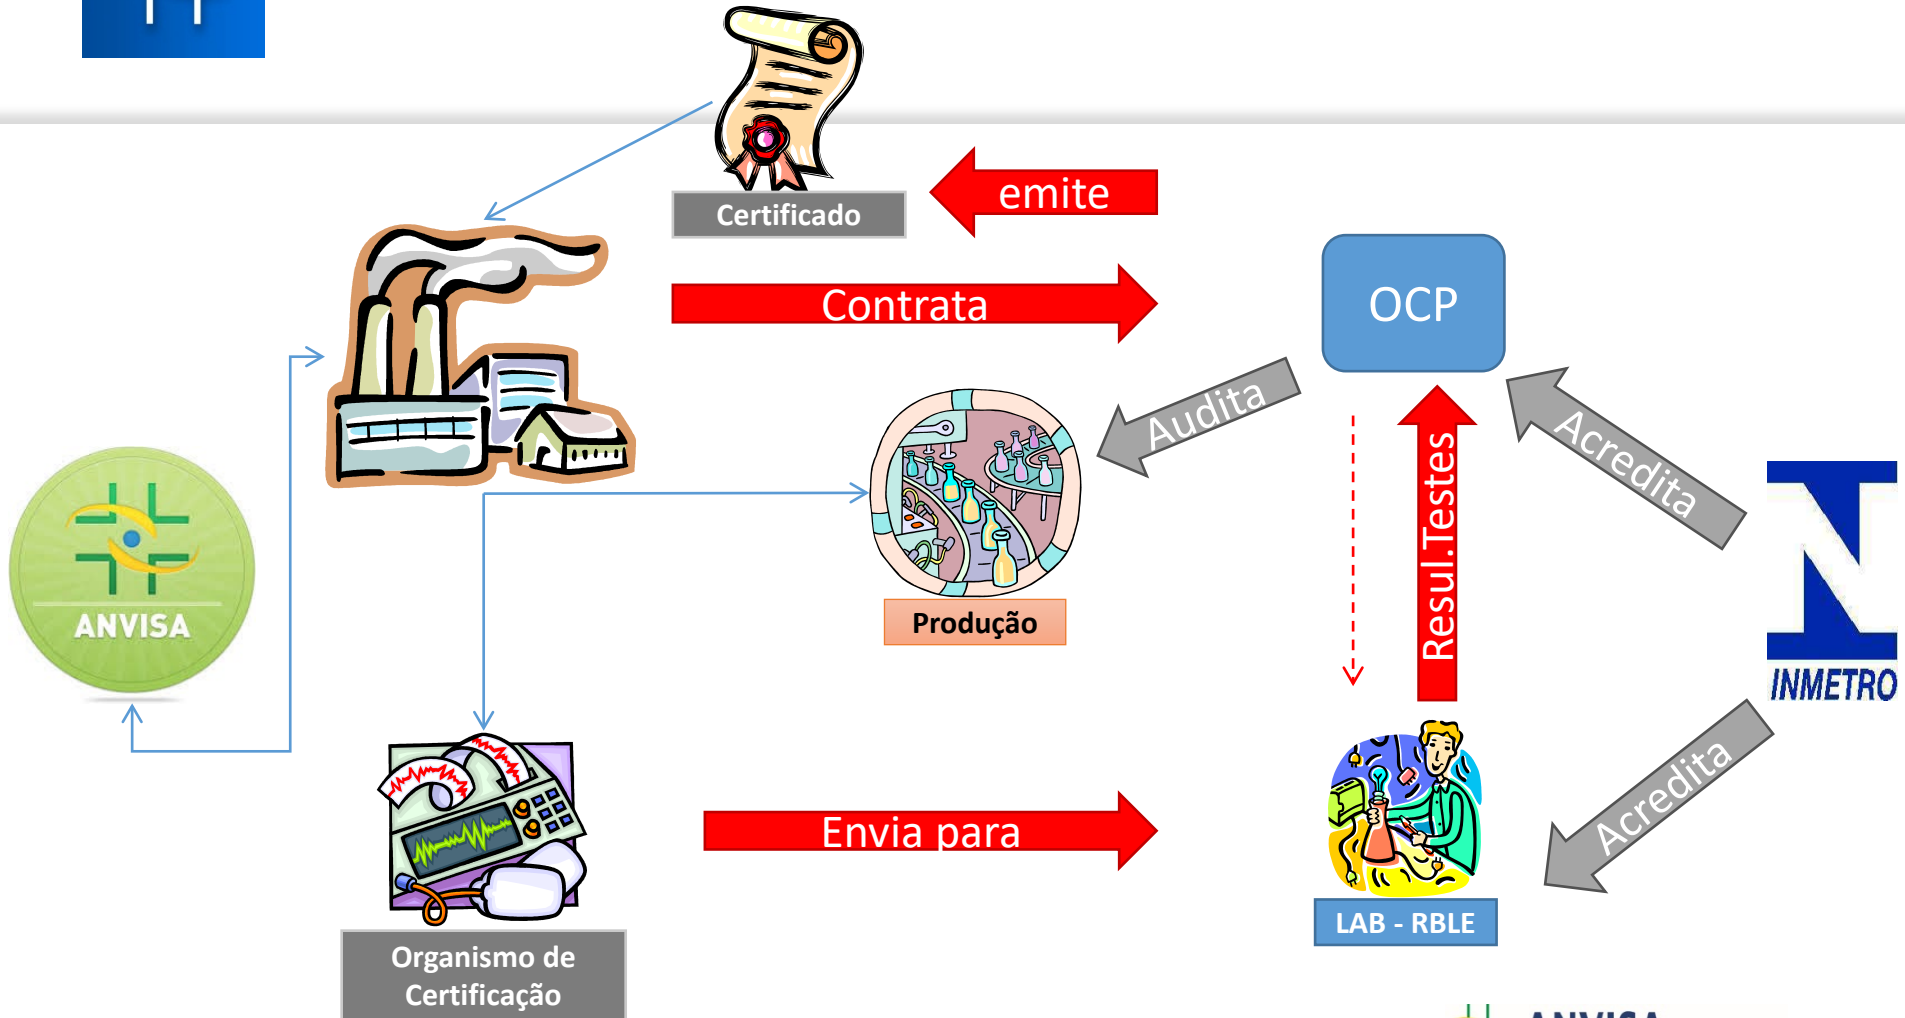 Certificado
emite
Contrata
OCP
Audita
Acredita
Resul.Testes
Produção
ANVISA
INMETRO
Envia para
Acredita
LAB - RBLE
Organismo de
Certificação
ANVISA